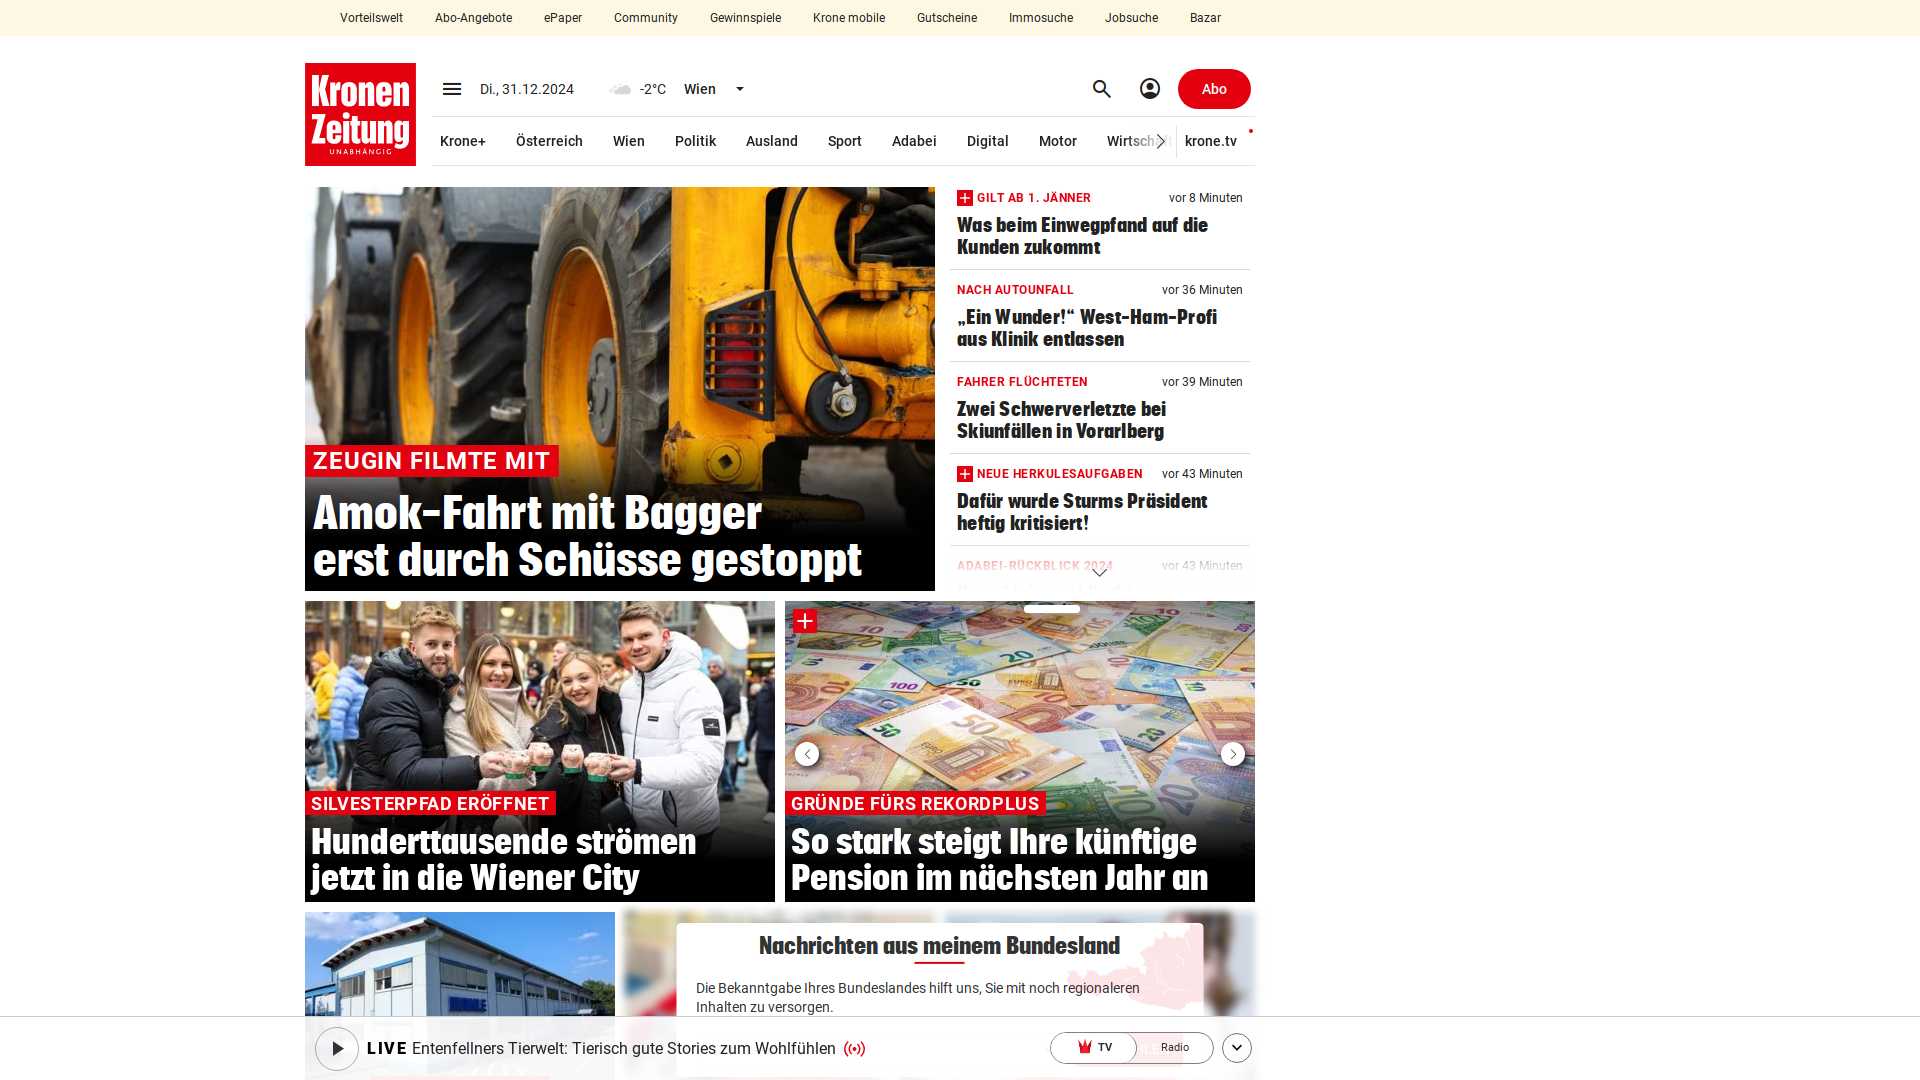 Vorteilswelt Abo-Angebote ePaper Community Gewinnspiele Krone mobile Gutscheine Immosuche Jobsuche Bazar
Kronen
Zeitung
UNABHÄNGIG
Di., 31.12.2024 -2°C Wien
Abo
Krone+ Österreich Wien Politik Ausland Sport Adabei Digital Motor Wirtschaft krone.tv
ZEUGIN FILMTE MIT
Amok-Fahrt mit Bagger
erst durch Schüsse gestoppt
GILT AB 1. JÄNNER vor 8 Minuten
Was beim Einwegpfand auf die
Kunden zukommt
NACH AUTOUNFALL vor 36 Minuten
„Ein Wunder!“ West-Ham-Profi
aus Klinik entlassen
FAHRER FLÜCHTETEN vor 39 Minuten
Zwei Schwerverletzte bei
Skiunfällen in Vorarlberg
NEUE HERKULESAUFGABEN vor 43 Minuten
Dafür wurde Sturms Präsident
heftig kritisiert!
ADABEI-RÜCKBLICK 2024 vor 43 Minuten
SILVESTERPFAD ERÖFFNET
Hunderttausende strömen
jetzt in die Wiener City
GRÜNDE FÜRS REKORDPLUS
So stark steigt Ihre künftige
Pension im nächsten Jahr an
Nachrichten aus meinem Bundesland
Die Bekanntgabe Ihres Bundeslandes hilft uns, Sie mit noch regionaleren
Inhalten zu versorgen.
LIVE Entenfellners Tierwelt: Tierisch gute Stories zum Wohlfühlen
TV Radio